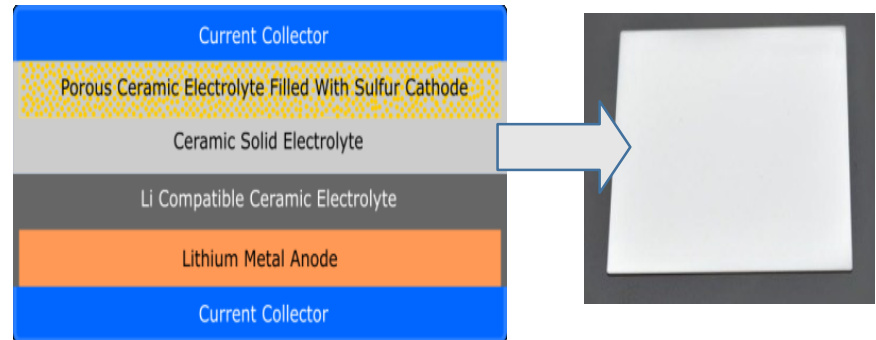 Current Collector
Porous Ceramic Electrolyte Filled With Sulfur Cathode
Ceramic Solid Electrolyte
Li Compatible Ceramic Electrolyte
Lithium Metal Anode
Current Collector